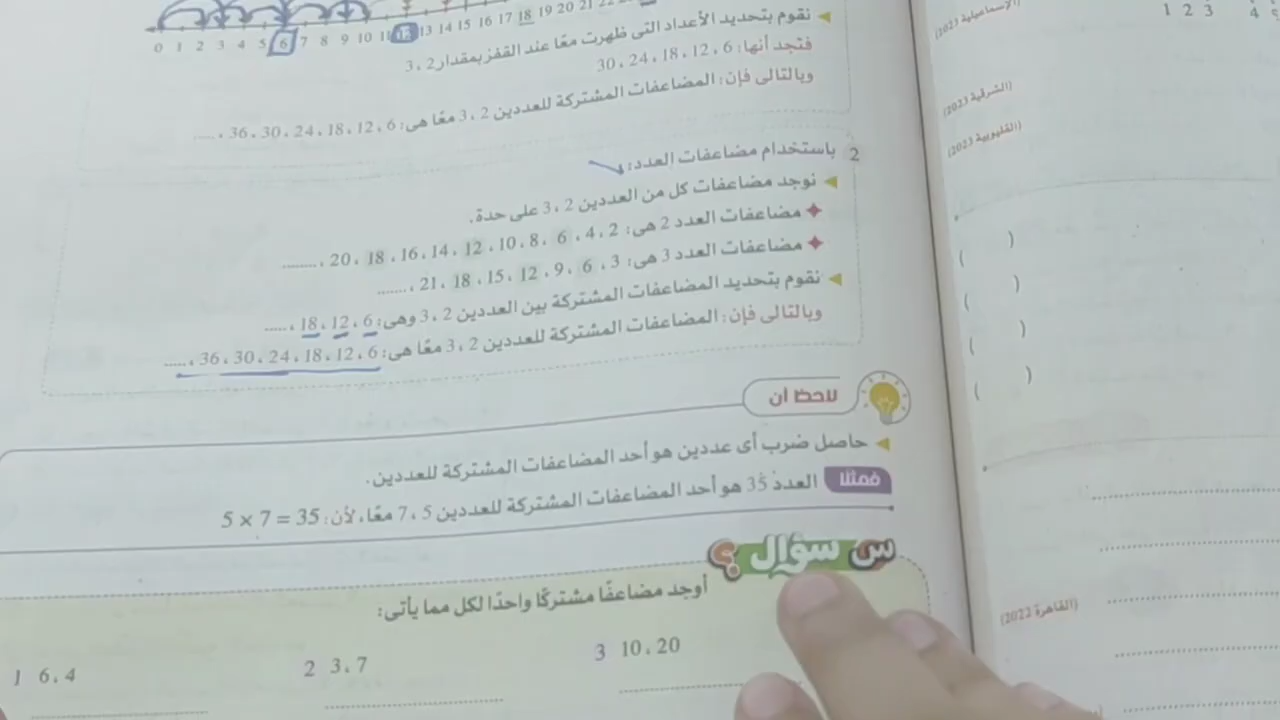 0 1 2 3 4 5 6 7 8 9 10 11 12 13 14 15 16 17 18 19 20 21
نقوم بتحديد الأعداد التى ظهرت معًا عند القفز بمقدار 2 ، 3
فتجد أنها: 6 ، 12 ، 18 ، 24 ، 30
وبالتالى فإن: المضاعفات المشتركة للعددين 2 ، 3 معًا هى: 6 ، 12 ، 18 ، 24 ، 30 ، 36 ، .....
2 باستخدام مضاعفات العدد:
نوجد مضاعفات كل من العددين 2 ، 3 على حدة.
مضاعفات العدد 2 هى: 2 ، 4 ، 6 ، 8 ، 10 ، 12 ، 14 ، 16 ، 18 ، 20 ، ........
مضاعفات العدد 3 هى: 3 ، 6 ، 9 ، 12 ، 15 ، 18 ، 21 ، .......
نقوم بتحديد المضاعفات المشتركة بين العددين 2 ، 3 وهى: 6 ، 12 ، 18 ، .....
وبالتالى فإن: المضاعفات المشتركة للعددين 2 ، 3 معًا هى: 6 ، 12 ، 18 ، 24 ، 30 ، 36 ، .....
لاحظ أن
حاصل ضرب أى عددين هو أحد المضاعفات المشتركة للعددين.
فمثلا العدد 35 هو أحد المضاعفات المشتركة للعددين 5 ، 7 معًا، لأن: 5 × 7 = 35
س سؤال ؟
أوجد مضاعفًا مشتركًا واحدًا لكل مما يأتى:
1 6 ، 4
2 3 ، 7
3 10 ، 20
1 2 3 4
(الإسماعيلية 2023)
(الشرقية 2023)
(القليوبية 2023)
( )
( )
( )
( )
(القاهرة 2022)